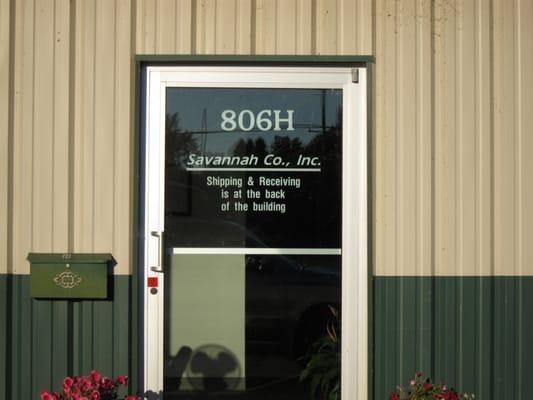 806H
Savannah Co., Inc.
Shipping & Receiving
is at the back
of the building